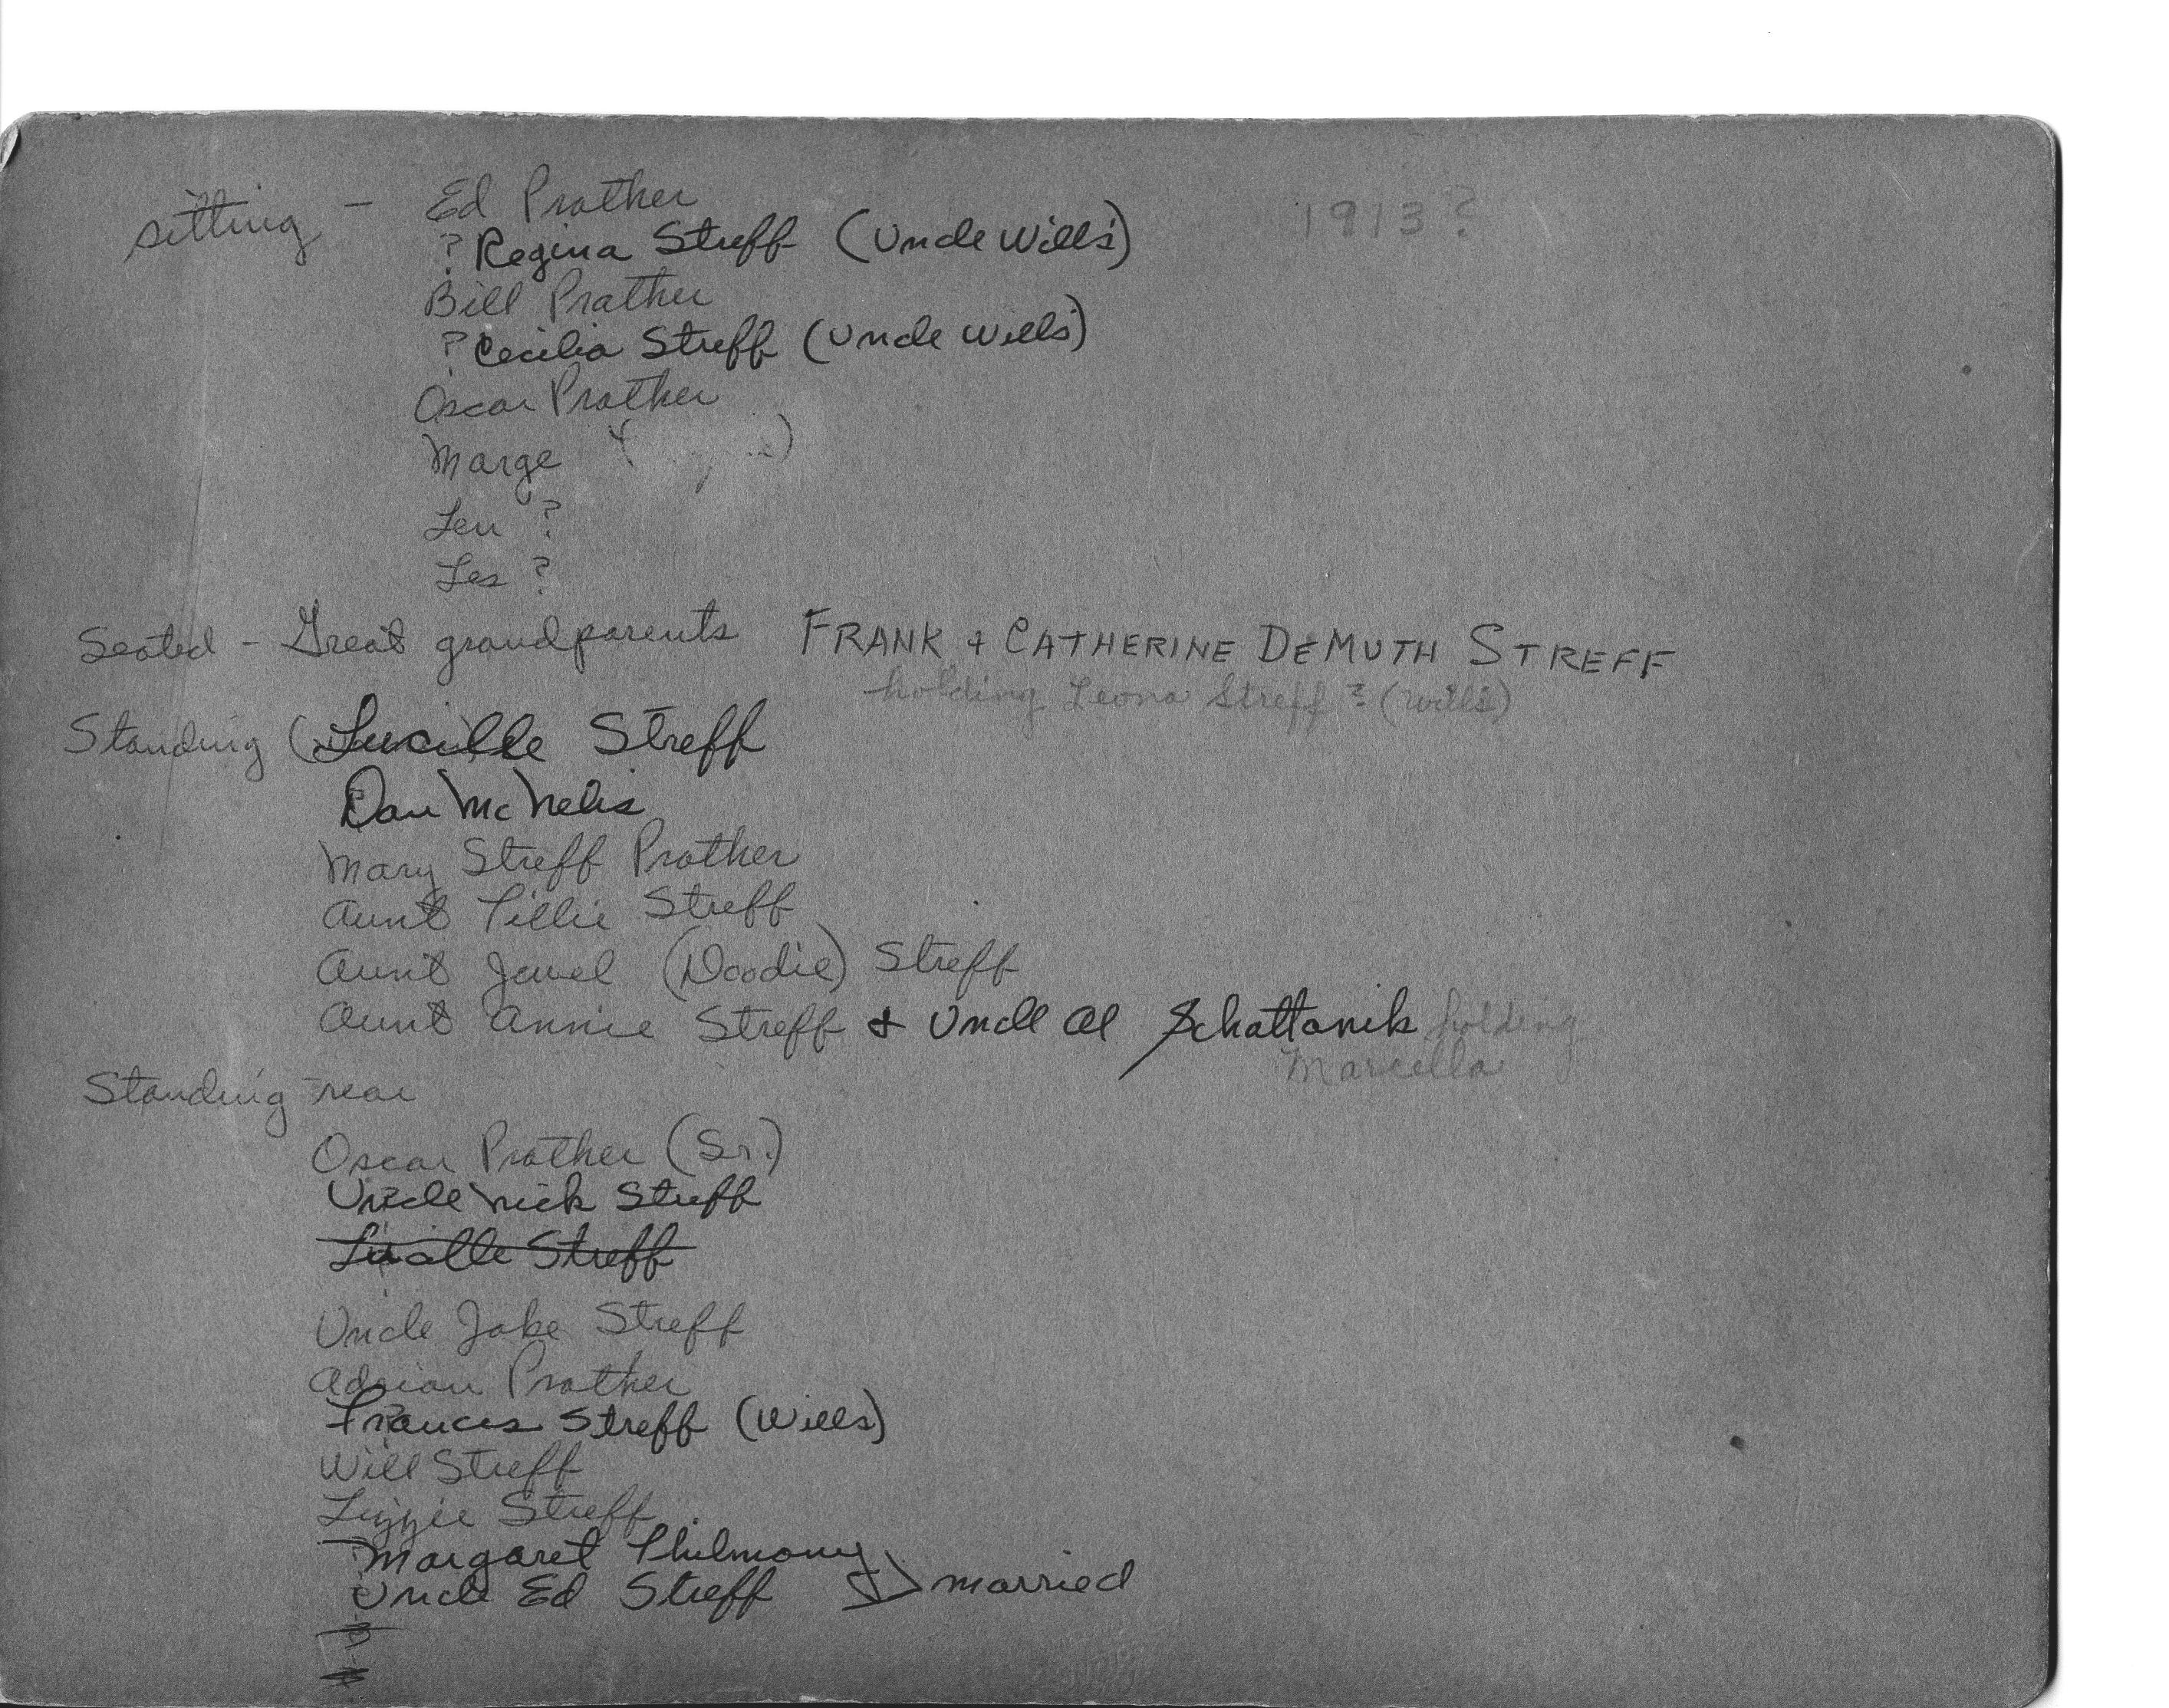 sitting - Ed Prather
1913?
? Regina Streff (Uncle Will's)
Bill Prather
? Cecilia Streff (Uncle Will's)
Oscar Prather
Marge
Len ?
Les ?
Seated - Great grandparents FRANK + CATHERINE DEMUTH STREFF
holding Leona Streff ? (Will's)
Standing (Lucille Streff
Dan McNelis
Mary Streff Prather
Aunt Tillie Streff
Aunt Jewel (Doodie) Streff
Aunt Annie Streff + Uncle Al Schattanik holding
Marcella
Standing rear
Oscar Prather (Sr.)
Uncle Nick Streff
Lucille Streff
Uncle Jake Streff
Adrian Prather
Frances Streff (Wills)
Will Streff
Lizzie Streff
Margaret Philmony
Uncle Ed Streff > married
?